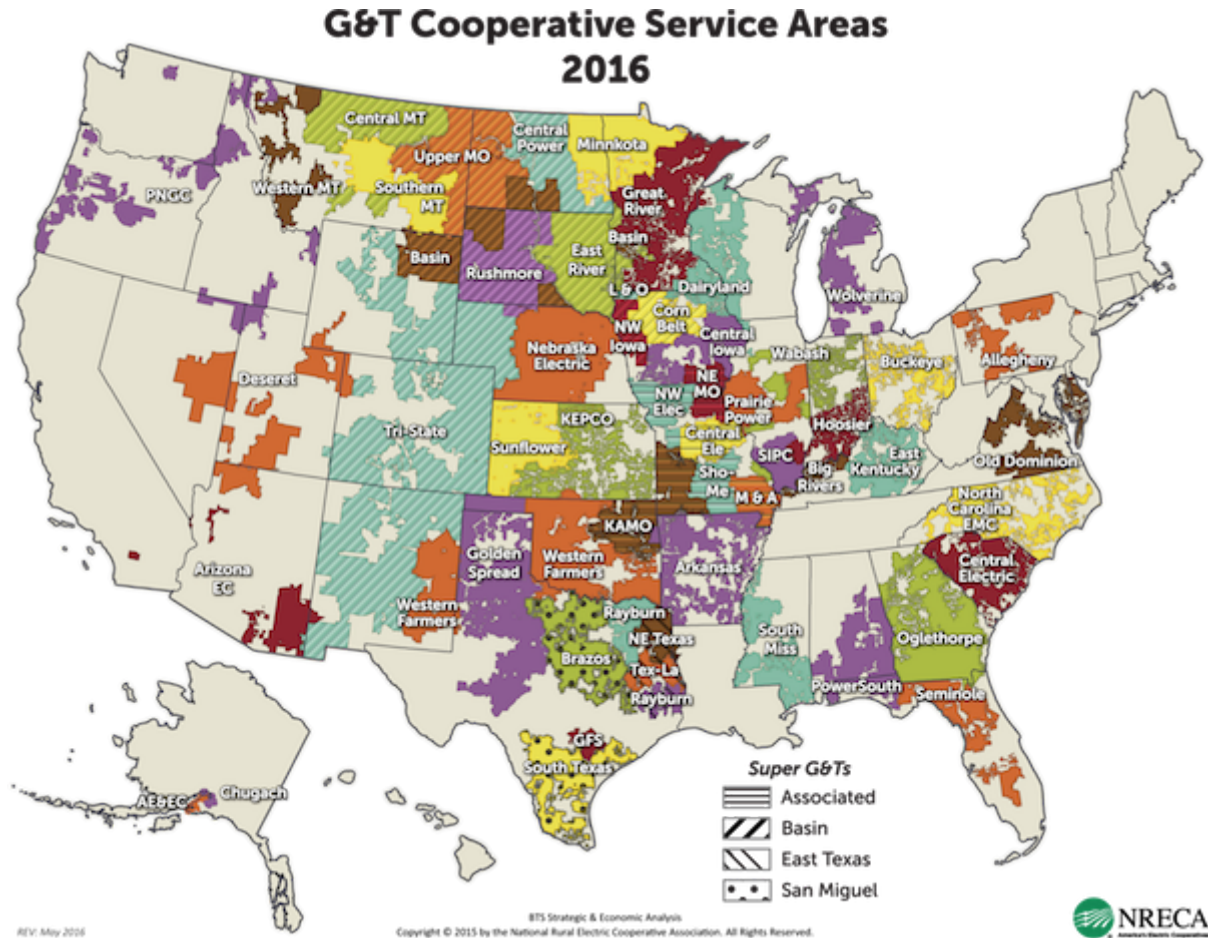 G&T Cooperative Service Areas
2016
Central MT
Central
Power
Minnkota
Upper MO
PNGC
Western MT
Southern
MT
Great
River
Basin
Basin
Rushmore
East
River
L & O
Dairyland
Wolverine
Corn
Belt
NW
Iowa
Central
Iowa
Nebraska
Electric
Wabash
Buckeye
Allegheny
Deseret
NE
MO
NW
Elec
Prairie
Power
KEPCO
Sunflower
Tri-State
Central
Ele
Hoosier
SIPC
East
Kentucky
Big
Rivers
Old Dominion
Sho-
Me
M & A
North
Carolina
EMC
KAMO
Golden
Spread
Western
Farmers
Arkansas
Central
Electric
Arizona
EC
Western
Farmers
Rayburn
NE Texas
South
Miss
Oglethorpe
Brazos
Tex-La
Rayburn
PowerSouth
Seminole
GFS
South Texas
AE&EC
Chugach
Super G&Ts
Associated
Basin
East Texas
San Miguel
REV: May 2016
BTS Strategic & Economic Analysis
Copyright © 2015 by the National Rural Electric Cooperative Association. All Rights Reserved.
NRECA
America's Electric Cooperatives